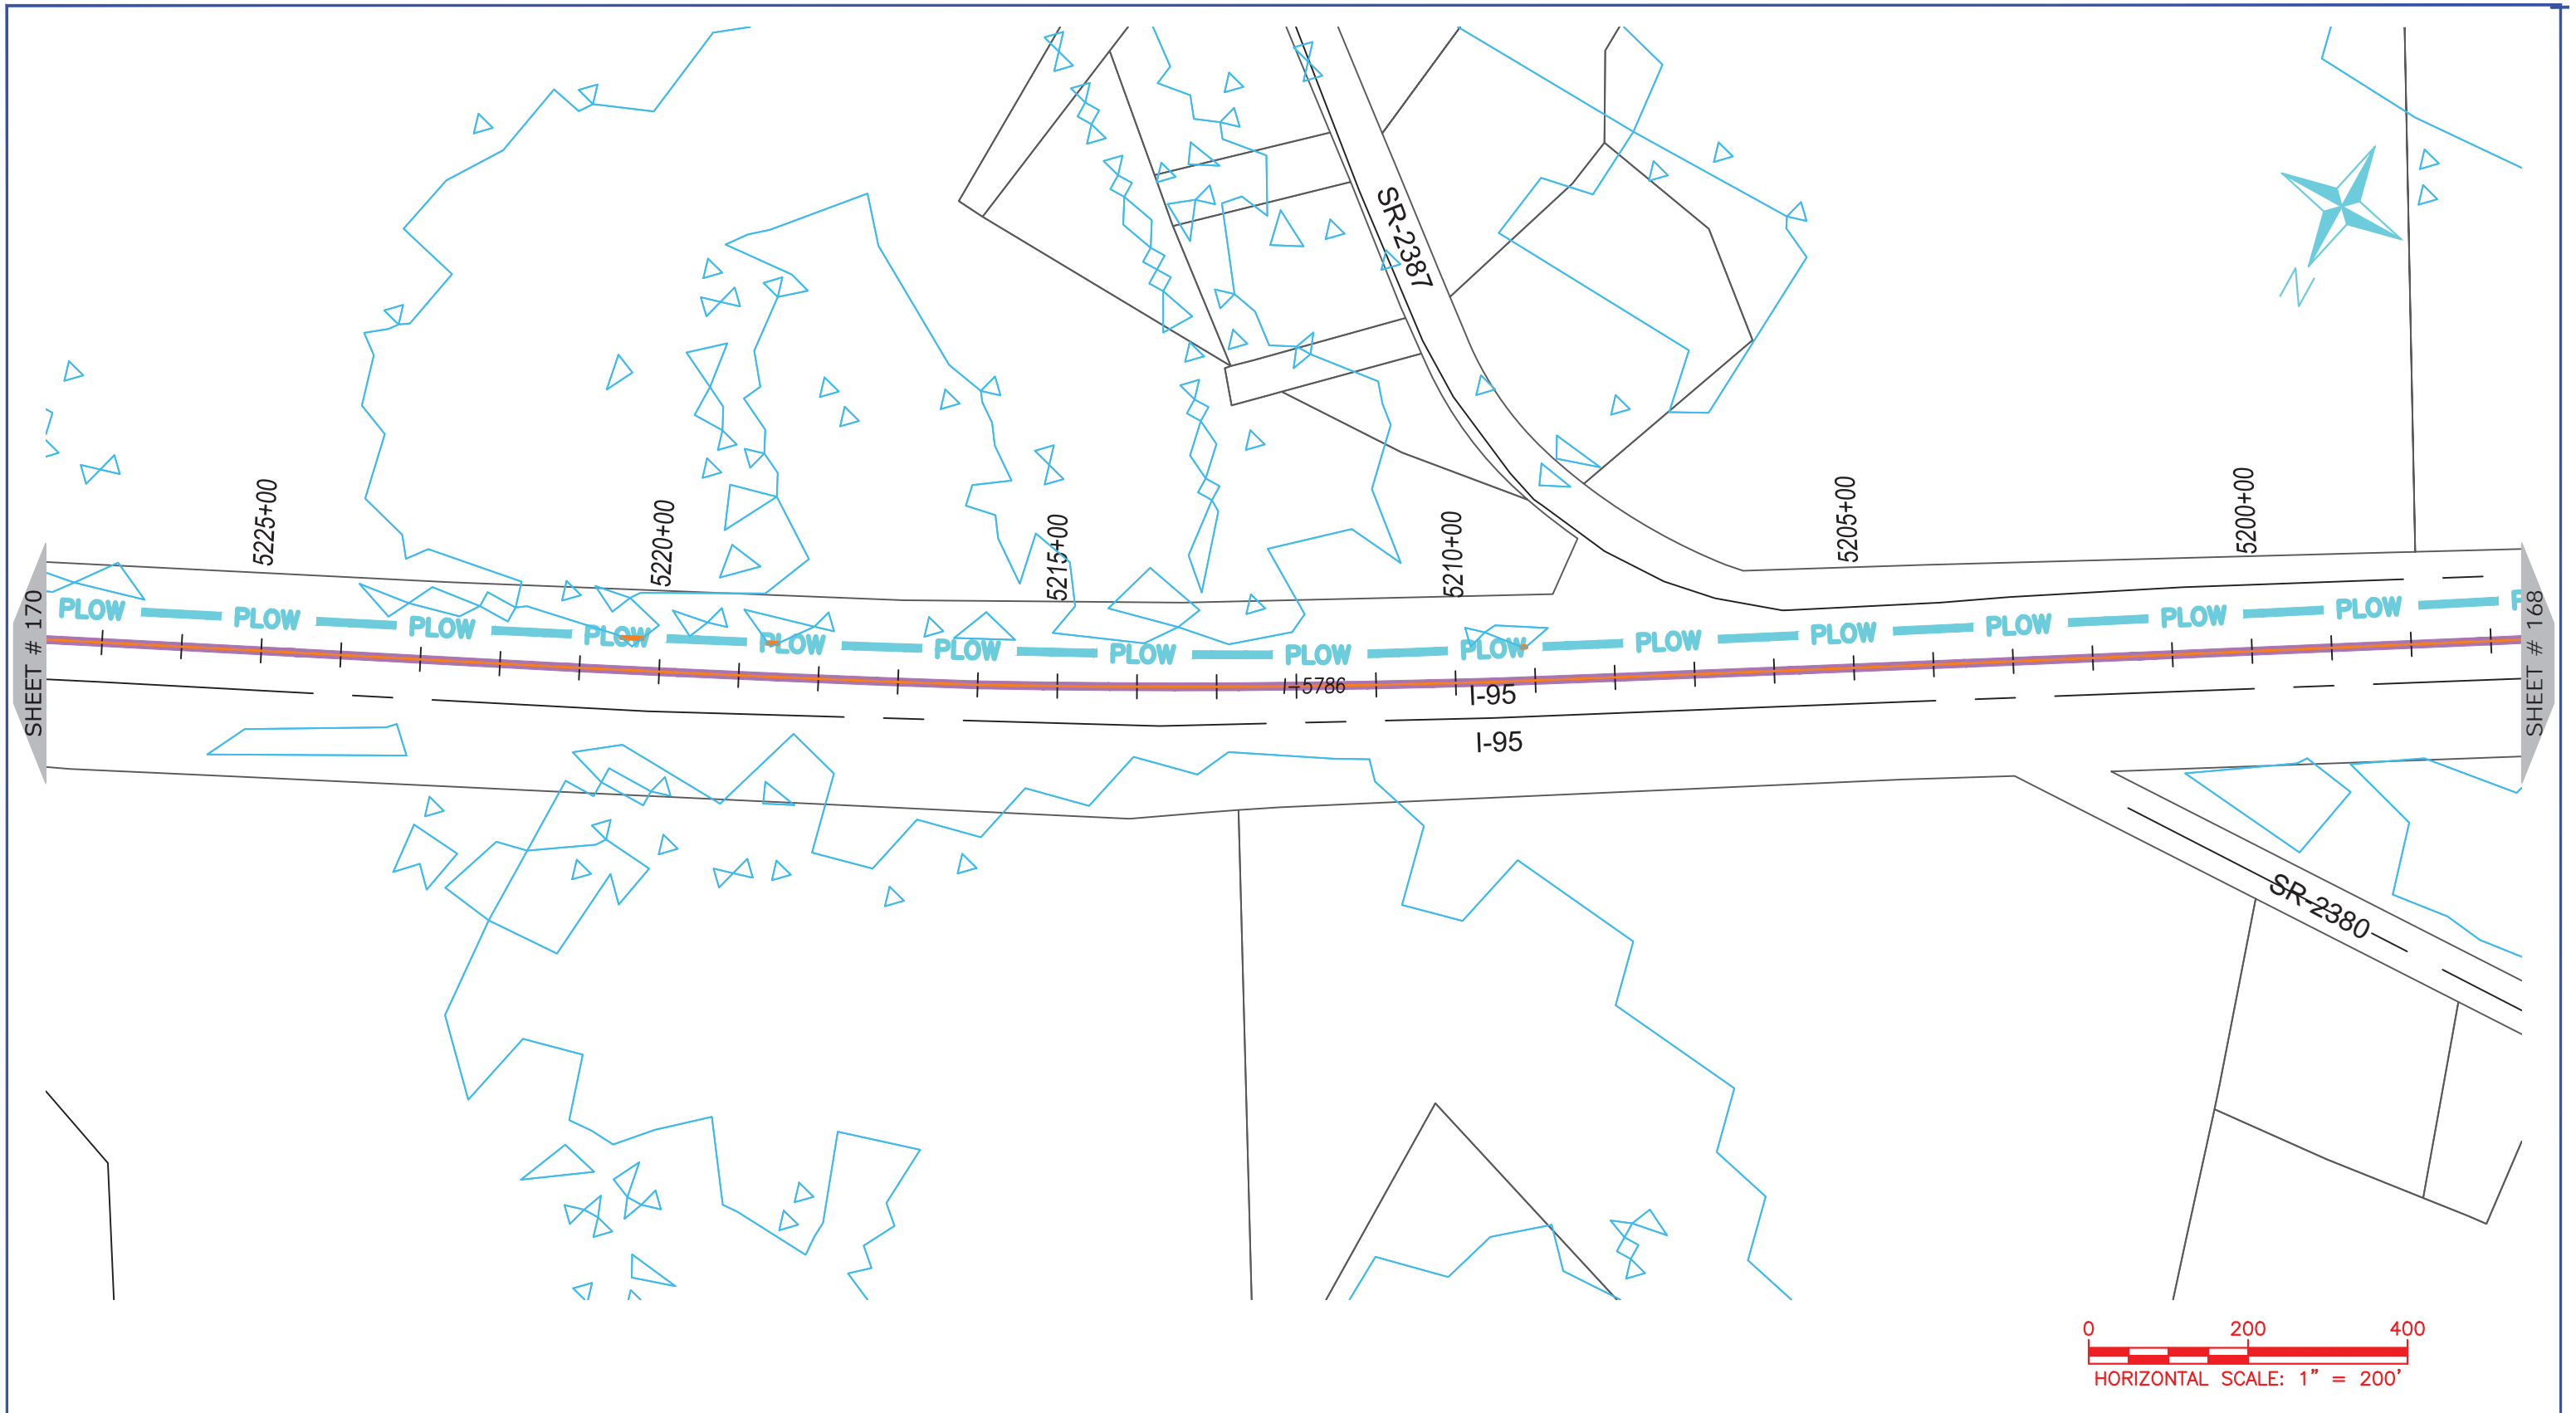 SR-2387
N
5225+00
5220+00
5215+00
5210+00
5205+00
5200+00
SHEET # 170
SHEET # 168
PLOW PLOW PLOW PLOW PLOW PLOW PLOW PLOW PLOW PLOW PLOW PLOW PLOW PLOW P
I-5786
I-95
I-95
SR-2380
0 200 400
HORIZONTAL SCALE: 1" = 200'